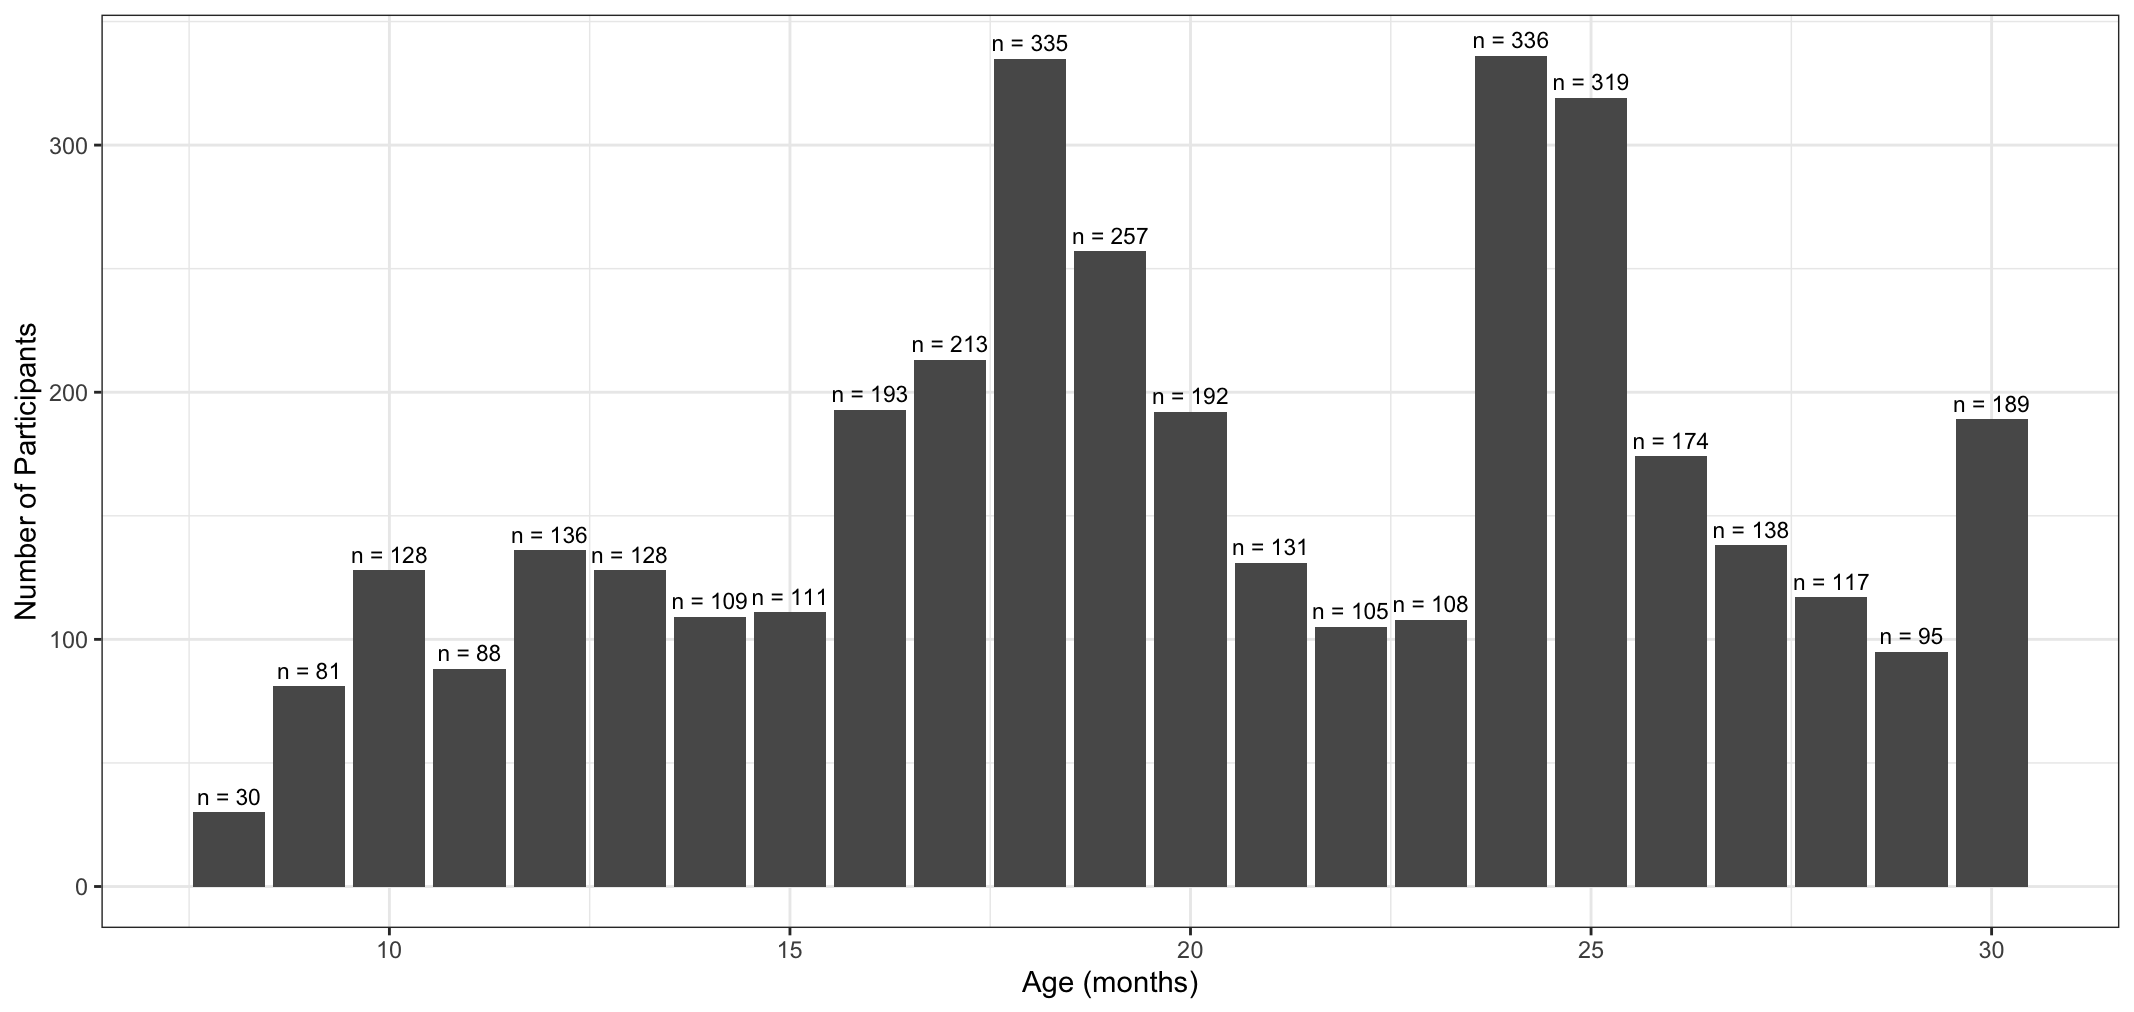 Number of Participants
300
200
100
0
n = 30
n = 81
n = 128
n = 88
n = 136
n = 128
n = 109
n = 111
n = 193
n = 213
n = 335
n = 257
n = 192
n = 131
n = 105
n = 108
n = 336
n = 319
n = 174
n = 138
n = 117
n = 95
n = 189
10
15
20
25
30
Age (months)